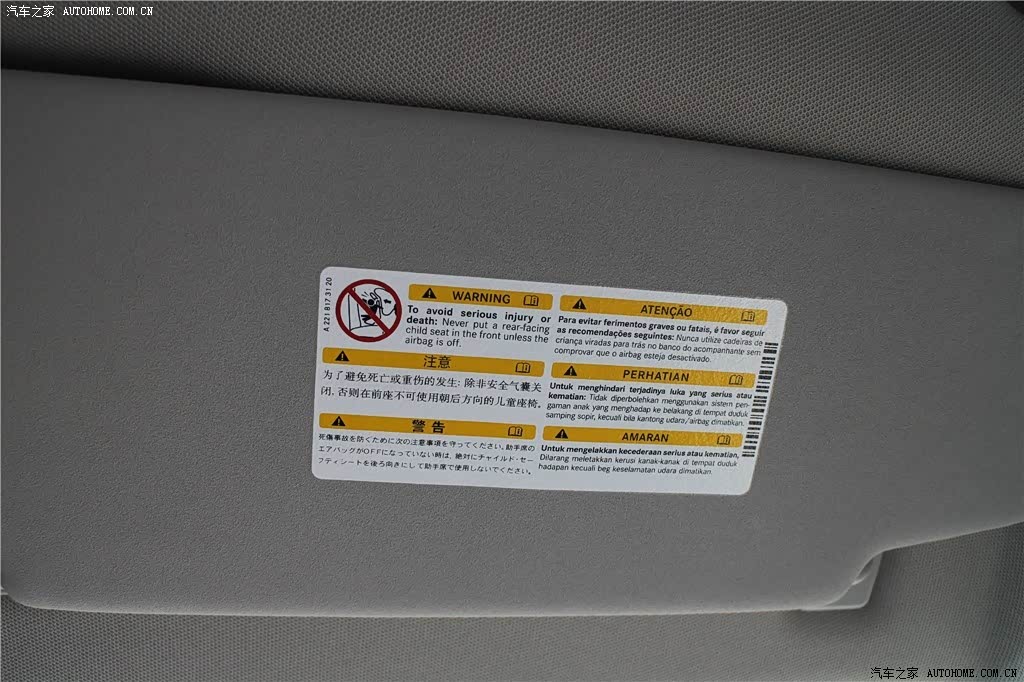 汽车之家 AUTOHOME.COM.CN
A 221 817 31 20
WARNING
To avoid serious injury or
death: Never put a rear-facing
child seat in the front unless the
airbag is off.
注意
为了避免死亡或重伤的发生: 除非安全气囊关
闭, 否则在前座不可使用朝后方向的儿童座椅。
警告
死傷事故を防ぐために次の注意事項を守ってください。助手席の
エアバッグがOFFになっていない時は、絶対にチャイルド・セー
フティシートを後ろ向きにして助手席で使用しないでください。
ATENÇÃO
Para evitar ferimentos graves ou fatais, é favor seguir
as recomendações seguintes: Nunca utilize cadeiras de
criança viradas para trás no banco do acompanhante sem
comprovar que o airbag esteja desactivado.
PERHATIAN
Untuk menghindari terjadinya luka yang serius atau
kematian: Tidak diperbolehkan menggunakan sistem pen-
gaman anak yang menghadap ke belakang di tempat duduk
samping sopir, kecuali bila kantong udara/airbag dimatikan.
AMARAN
Untuk mengelakkan kecederaan serius atau kematian,
Dilarang meletakkan kerusi kanak-kanak di tempat duduk
hadapan kecuali beg keselamatan udara dimatikan.
汽车之家 AUTOHOME.COM.CN